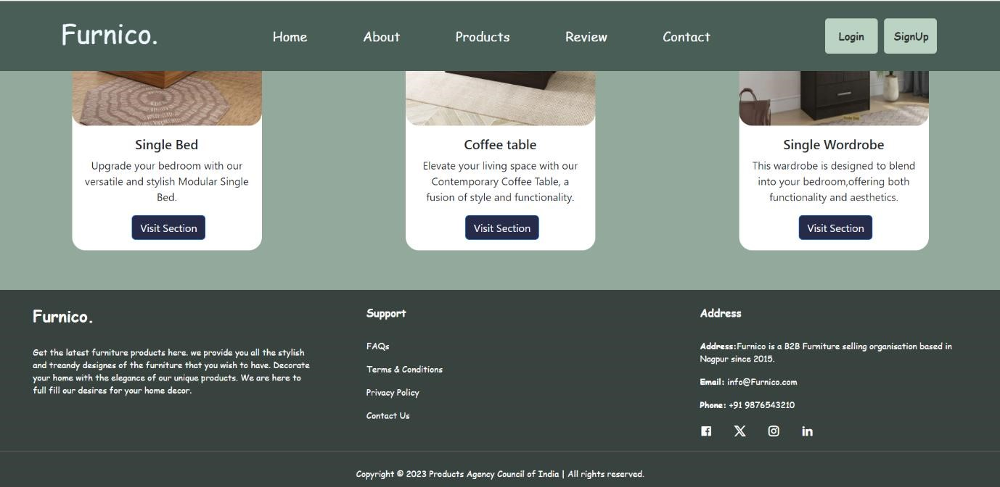 Furnico.
Home
About
Products
Review
Contact
Login
SignUp
Single Bed
Upgrade your bedroom with our
versatile and stylish Modular Single
Bed.
Visit Section
Coffee table
Elevate your living space with our
Contemporary Coffee Table, a
fusion of style and functionality.
Visit Section
Single Wordrobe
This wardrobe is designed to blend
into your bedroom,offering both
functionality and aesthetics.
Visit Section
Furnico.
Get the latest furniture products here. we provide you all the stylish
and treandy designes of the furniture that you wish to have. Decorate
your home with the elegance of our unique products. We are here to
full fill our desires for your home decor.
Support
FAQs
Terms & Conditions
Privacy Policy
Contact Us
Address
Address:Furnico is a B2B Furniture selling organisation based in
Nagpur since 2015.
Email: info@Furnico.com
Phone: +91 9876543210
Copyright © 2023 Products Agency Council of India | All rights reserved.